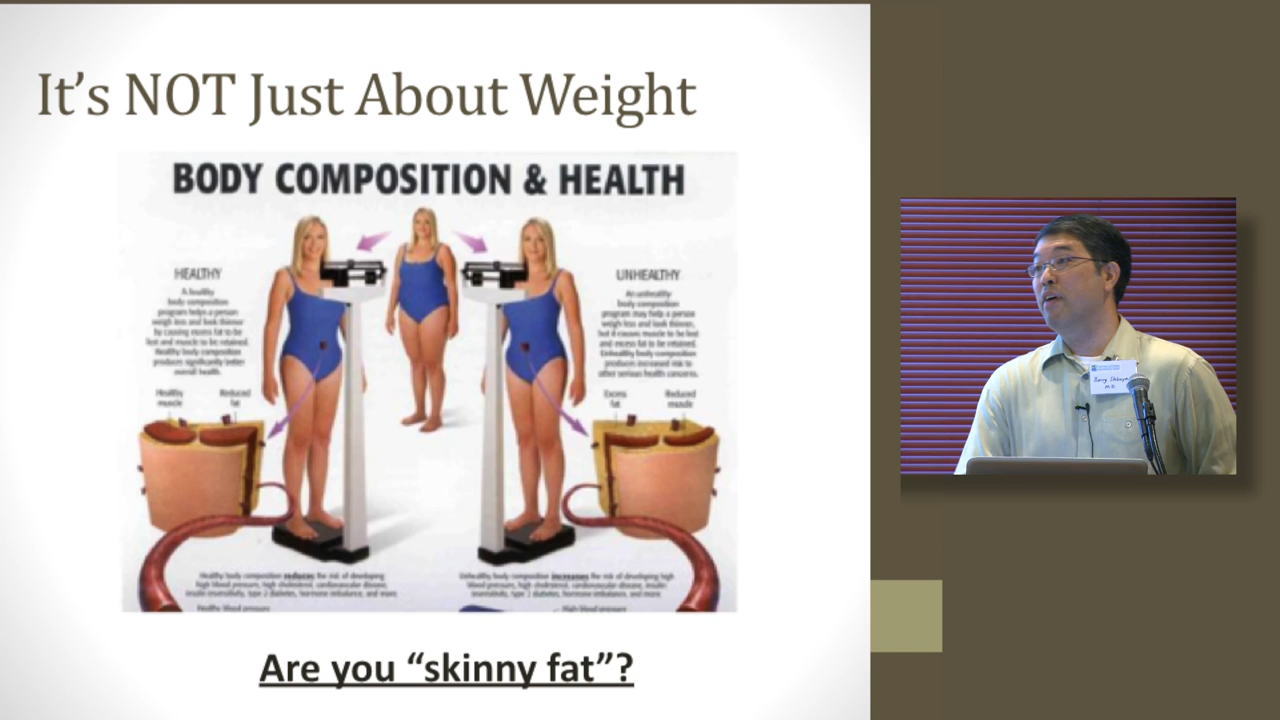 It's NOT Just About Weight
BODY COMPOSITION & HEALTH
HEALTHY
A healthy
body composition
program helps a person
weigh less and look thinner
by causing excess fat to be
lost and muscle to be retained.
Healthy body composition
produces significantly better
overall health.
Healthy
muscle
Reduced
fat
UNHEALTHY
An unhealthy
body composition
program may help a person
weigh less and look thinner,
but it causes muscle to be lost
and excess fat to be retained.
Unhealthy body composition
produces increased risk to
other serious health concerns.
Excess
fat
Reduced
muscle
Healthy body composition reduces the risk of developing
high blood pressure, high cholesterol, cardiovascular disease,
insulin insensitivity, type 2 diabetes, hormone imbalance, and more.
Healthy blood pressure
Unhealthy body composition increases the risk of developing high
blood pressure, high cholesterol, cardiovascular disease, insulin
insensitivity, type 2 diabetes, hormone imbalance, and more.
High blood pressure
Are you “skinny fat”?
M.D.